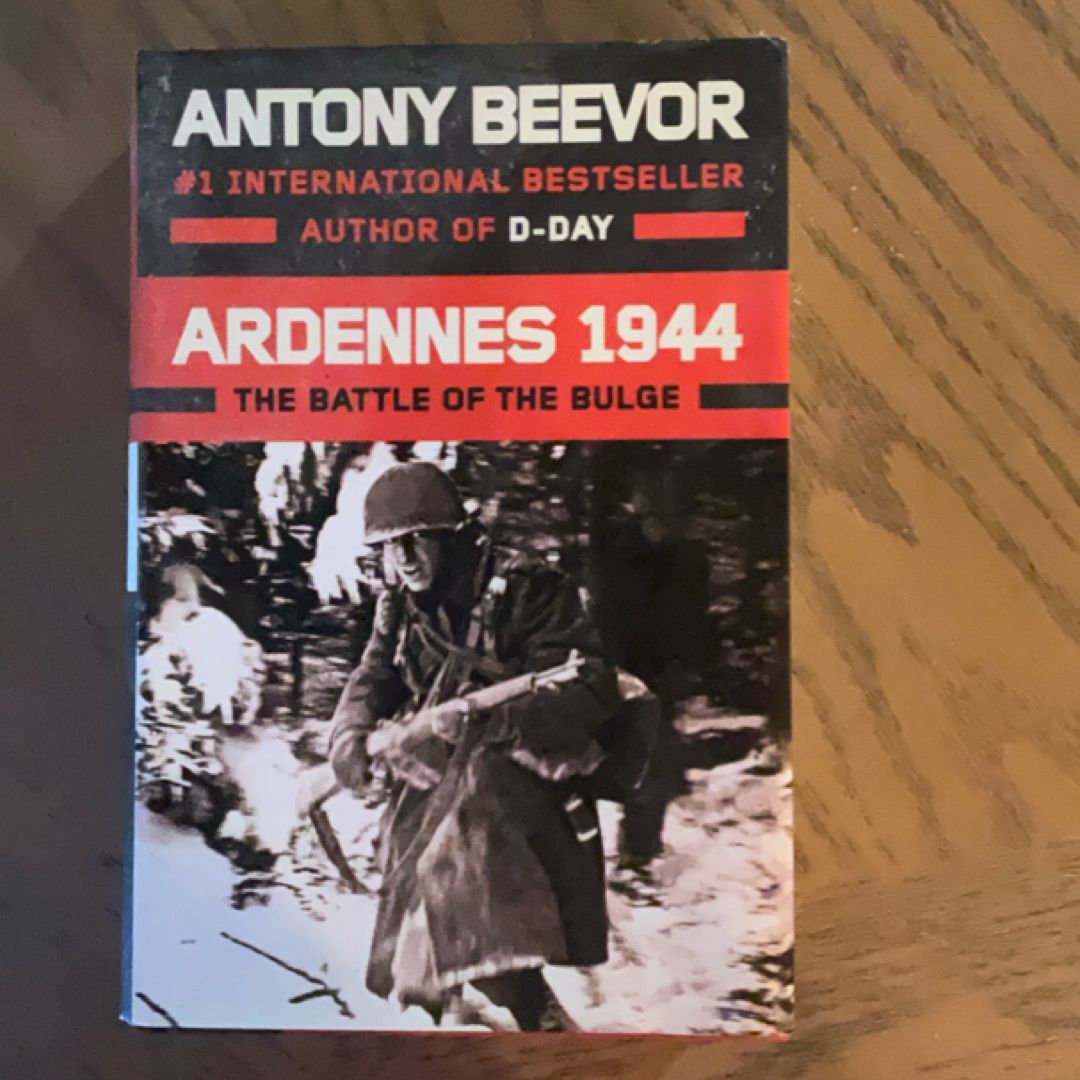 ANTONY BEEVOR
#1 INTERNATIONAL BESTSELLER
AUTHOR OF D-DAY
ARDENNES 1944
THE BATTLE OF THE BULGE